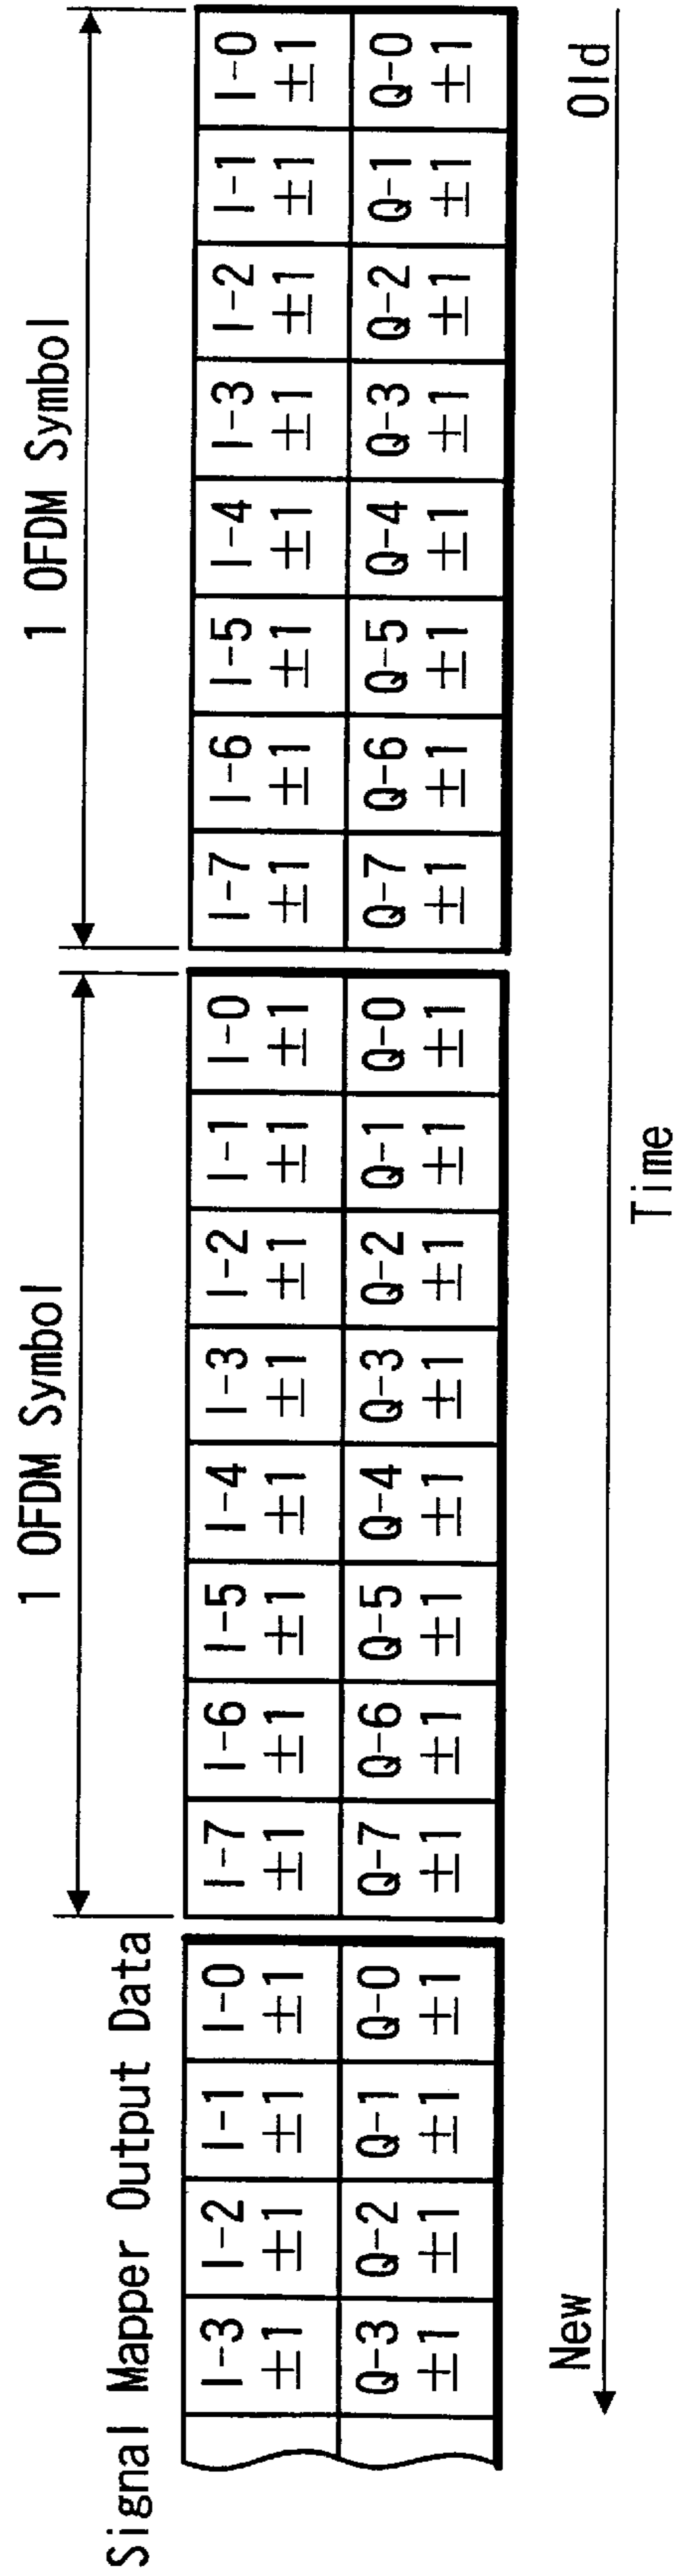 1 OFDM Symbol 1 OFDM Symbol
Signal Mapper Output Data
I-3 I-2 I-1 I-0 I-7 I-6 I-5 I-4 I-3 I-2 I-1 I-0 I-7 I-6 I-5 I-4 I-3 I-2 I-1 I-0
±1 ±1 ±1 ±1 ±1 ±1 ±1 ±1 ±1 ±1 ±1 ±1 ±1 ±1 ±1 ±1 ±1 ±1 ±1 ±1
Q-3 Q-2 Q-1 Q-0 Q-7 Q-6 Q-5 Q-4 Q-3 Q-2 Q-1 Q-0 Q-7 Q-6 Q-5 Q-4 Q-3 Q-2 Q-1 Q-0
±1 ±1 ±1 ±1 ±1 ±1 ±1 ±1 ±1 ±1 ±1 ±1 ±1 ±1 ±1 ±1 ±1 ±1 ±1 ±1
New Old
Time